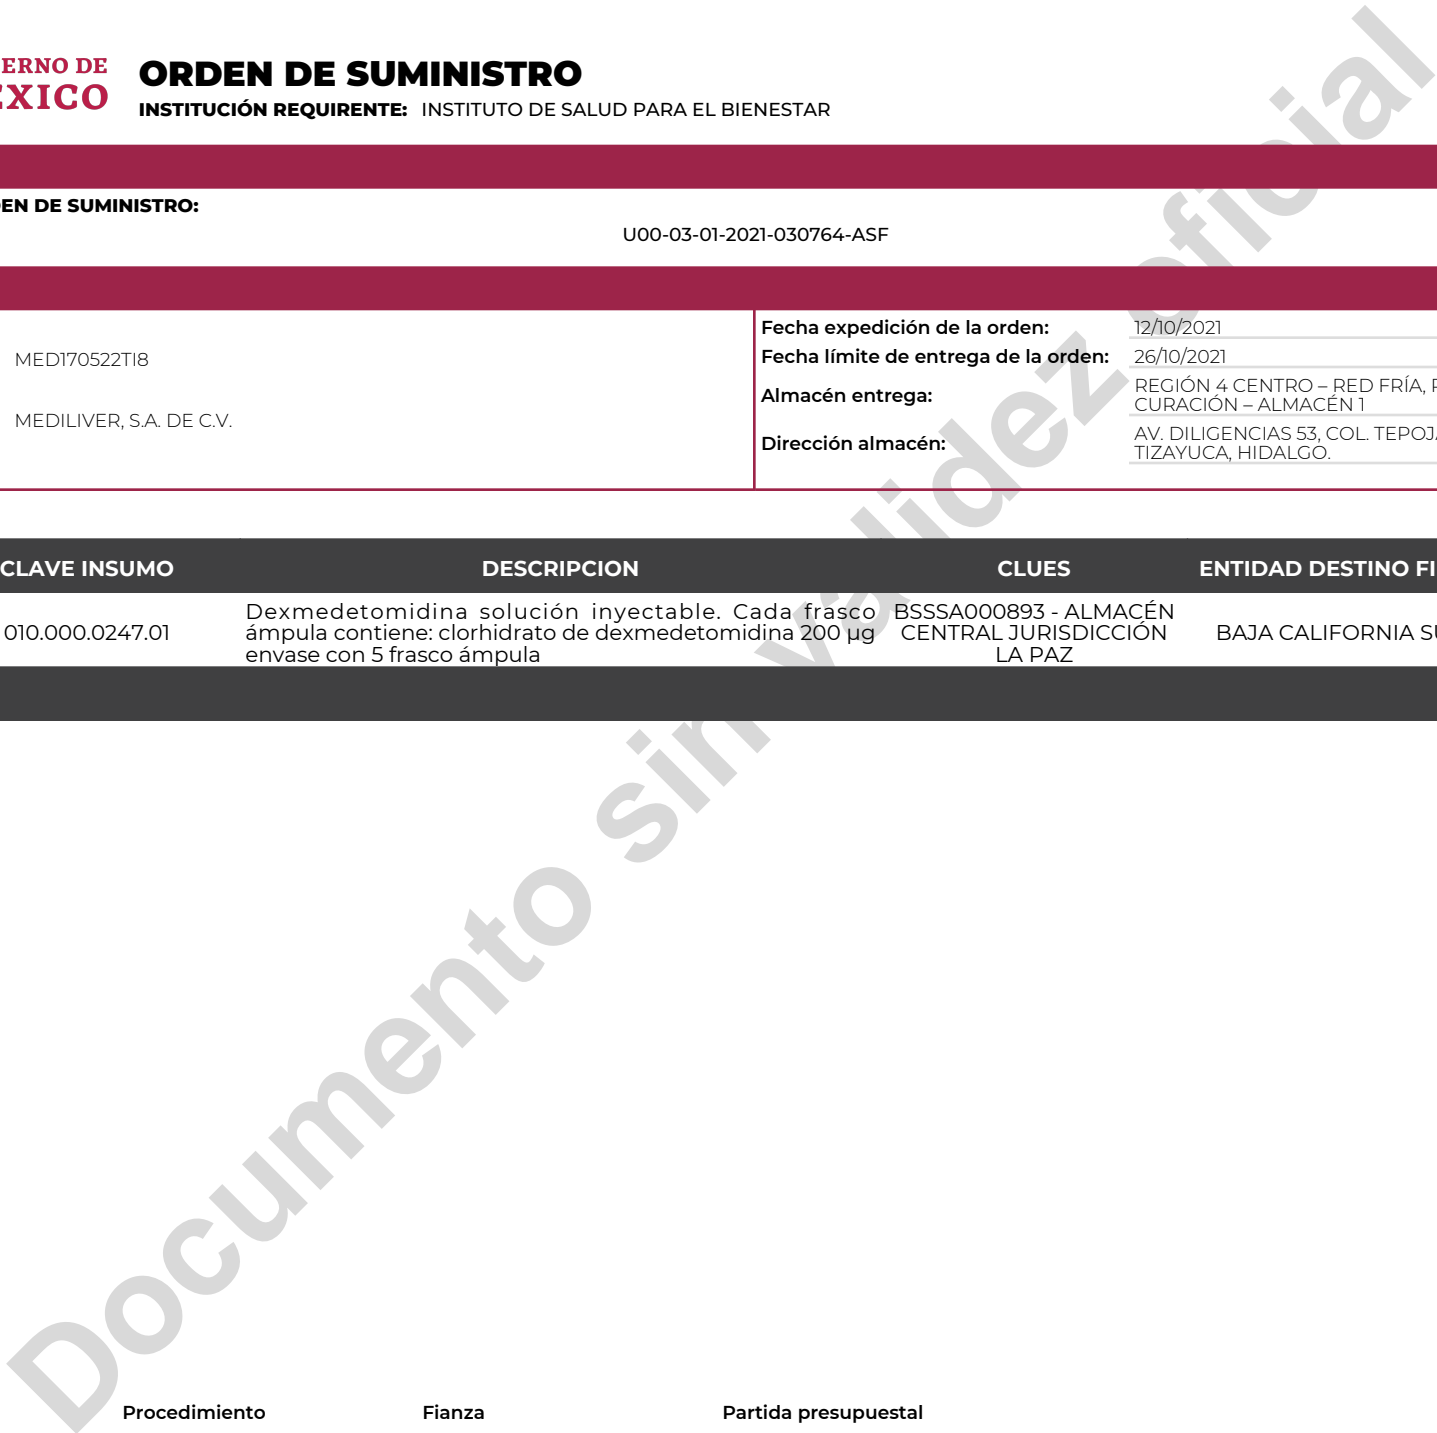 ERNO DE
ORDEN DE SUMINISTRO
EXICO
INSTITUCIÓN REQUIRENTE: INSTITUTO DE SALUD PARA EL BIENESTAR
EN DE SUMINISTRO:
U00-03-01-2021-030764-ASF
MED170522TI8
MEDILIVER, S.A. DE C.V.
Fecha expedición de la orden: 12/10/2021
Fecha límite de entrega de la orden: 26/10/2021
Almacén entrega: REGIÓN 4 CENTRO – RED FRÍA,
CURACIÓN – ALMACÉN 1
Dirección almacén: AV. DILIGENCIAS 53, COL. TEPOJ
TIZAYUCA, HIDALGO.
CLAVE INSUMO DESCRIPCION CLUES ENTIDAD DESTINO FI
010.000.0247.01
Dexmedetomidina solución inyectable. Cada frasco
ámpula contiene: clorhidrato de dexmedetomidina 200 µg
envase con 5 frasco ámpula
BSSSA000893 - ALMACÉN
CENTRAL JURISDICCIÓN
LA PAZ
BAJA CALIFORNIA SU
Documento sin validez oficial
Procedimiento Fianza Partida presupuestal